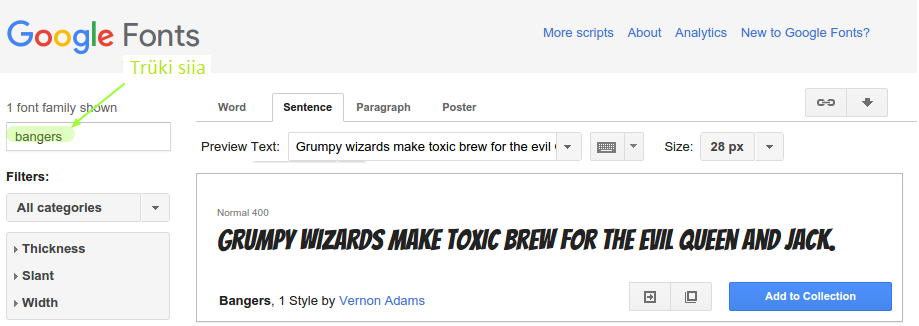 Google Fonts
More scripts About Analytics New to Google Fonts?
Trüki siia
1 font family shown
bangers
Filters:
All categories
Thickness
Slant
Width
Word Sentence Paragraph Poster
Preview Text: Grumpy wizards make toxic brew for the evil Size: 28 px
Normal 400
GRUMPY WIZARDS MAKE TOXIC BREW FOR THE EVIL QUEEN AND JACK.
Bangers, 1 Style by Vernon Adams
Add to Collection